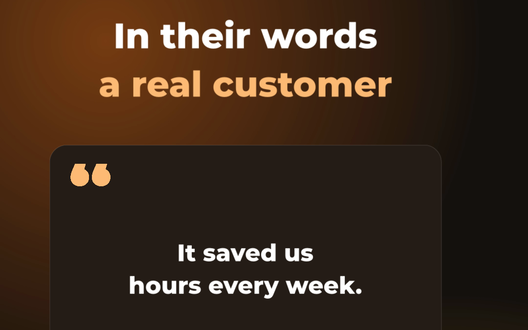 In their words
a real customer
“
It saved us
hours every week.